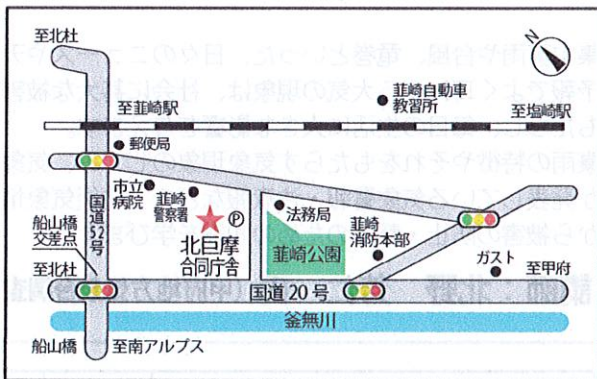 至北杜
N
韮崎自動車
教習所
至韮崎駅
至塩崎駅
郵便局
市立
病院
韮崎
警察署
P
法務局
国道52号
船山橋
交差点
北巨摩
合同庁舎
韮崎公園
韮崎
消防本部
ガスト
至北杜
国道20号
至甲府
釜無川
船山橋
至南アルプス